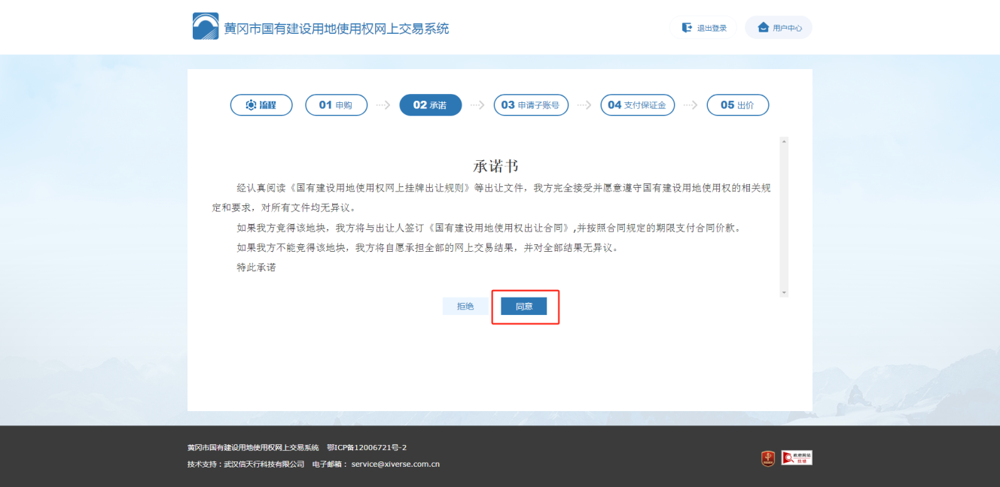 黄冈市国有建设用地使用权网上交易系统
退出登录
用户中心
流程
01 申购
02 承诺
03 申请子账号
04 支付保证金
05 出价
承诺书
经认真阅读《国有建设用地使用权网上挂牌出让规则》等出让文件，我方完全接受并愿意遵守国有建设用地使用权的相关规
定和要求，对所有文件均无异议。
如果我方竞得该地块，我方将与出让人签订《国有建设用地使用权出让合同》,并按照合同规定的期限支付合同价款。
如果我方不能竞得该地块，我方将自愿承担全部的网上交易结果，并对全部结果无异议。
特此承诺
拒绝
同意
黄冈市国有建设用地使用权网上交易系统 鄂ICP备12006721号-2
技术支持：武汉信天行科技有限公司 电子邮箱： service@xiverse.com.cn
政府网站
找错